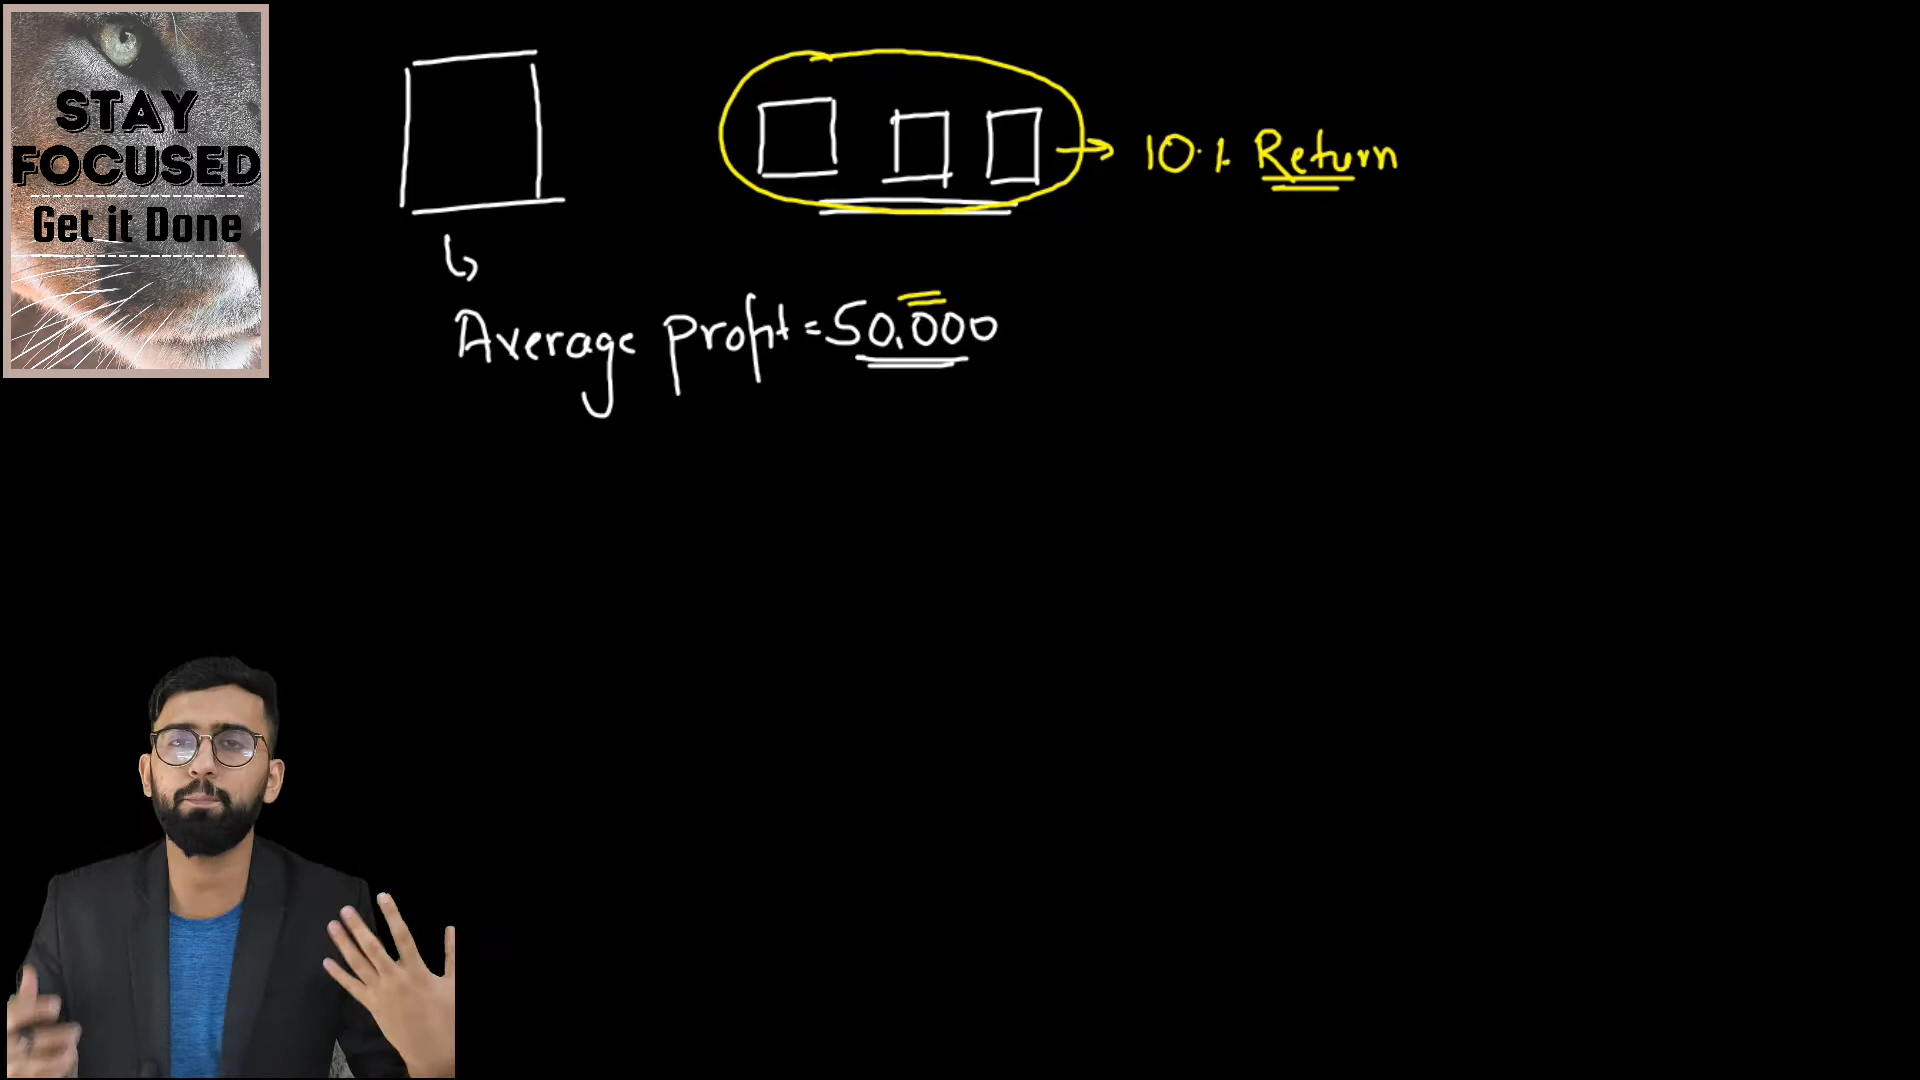 STAY
FOCUSED
Get it Done
10% Return
Average profit = 50,000